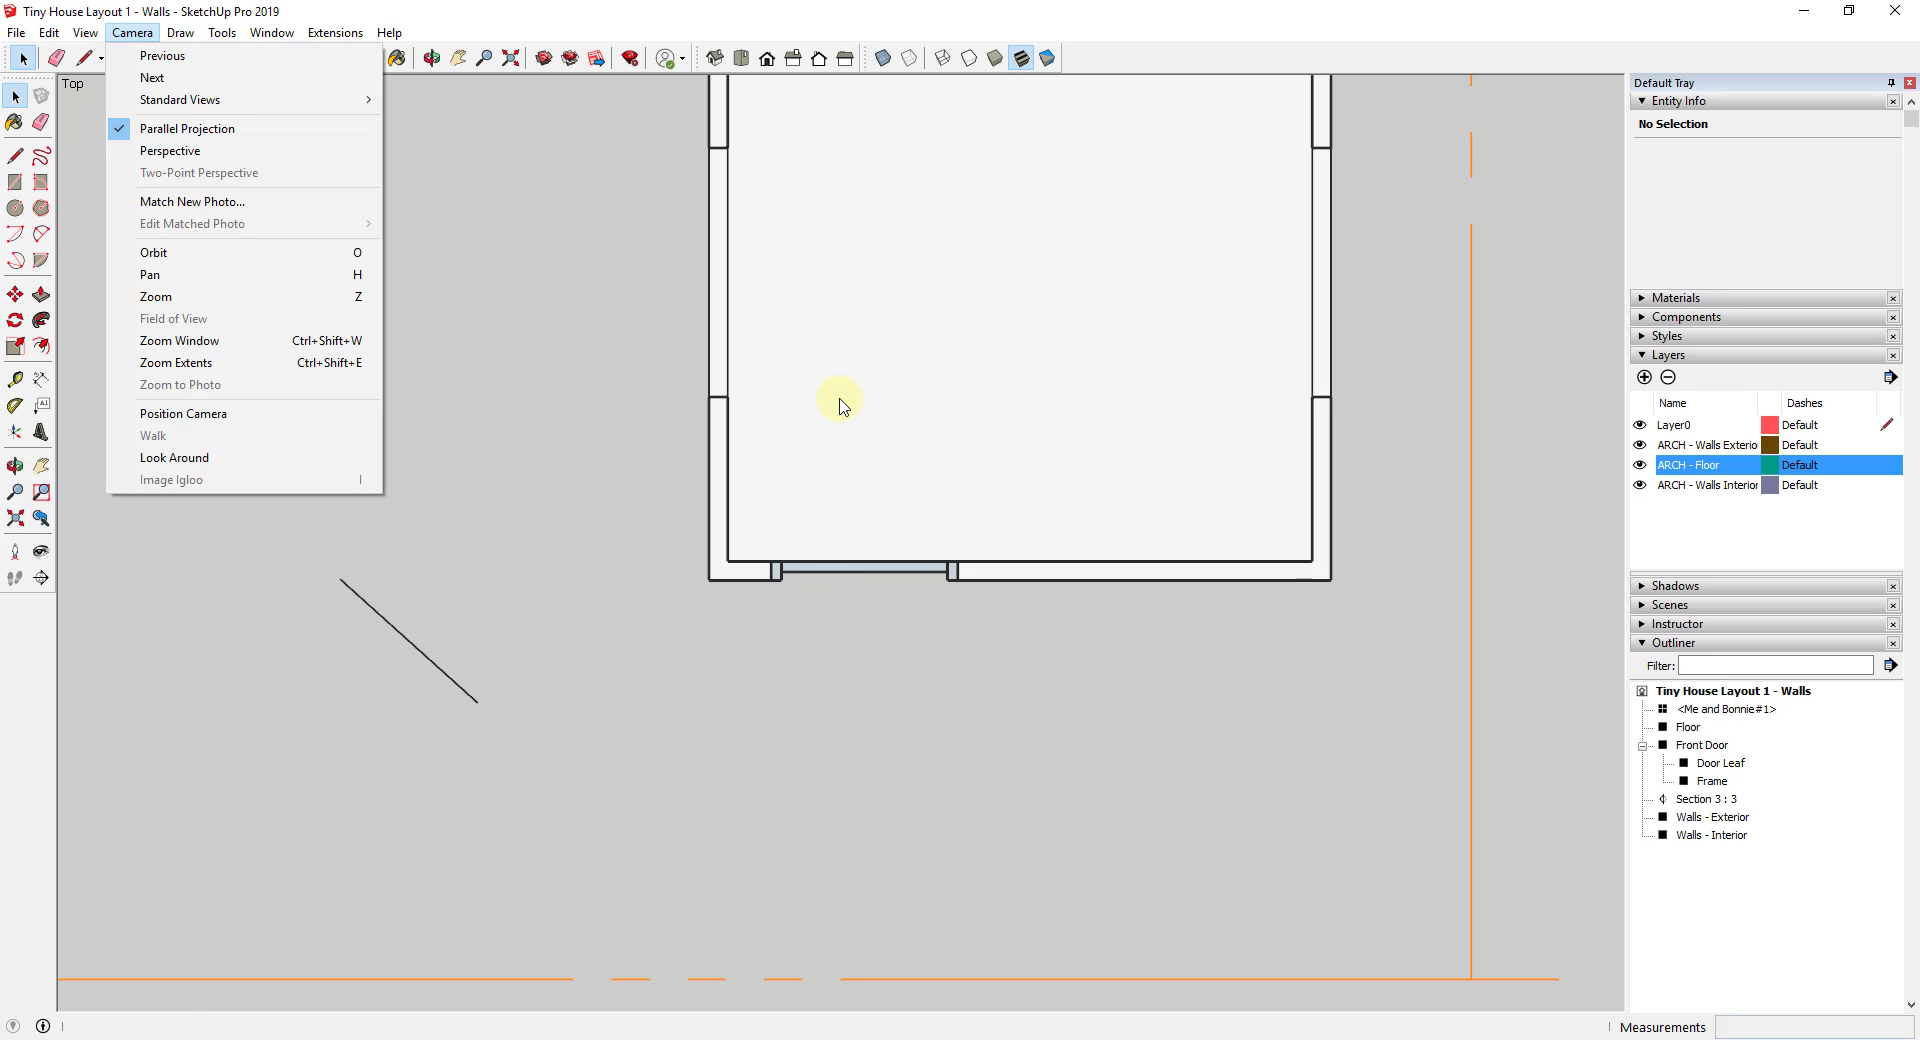 Tiny House Layout 1 - Walls - SketchUp Pro 2019
File Edit View Camera Draw Tools Window Extensions Help
Previous
Next
Standard Views
Parallel Projection
Perspective
Two-Point Perspective
Match New Photo...
Edit Matched Photo
Orbit O
Pan H
Zoom Z
Field of View
Zoom Window Ctrl+Shift+W
Zoom Extents Ctrl+Shift+E
Zoom to Photo
Position Camera
Walk
Look Around
Image Igloo I
Top
Default Tray
Entity Info
No Selection
Materials
Components
Styles
Layers
Name Dashes
Layer0 Default
ARCH - Walls Exterio Default
ARCH - Floor Default
ARCH - Walls Interior Default
Shadows
Scenes
Instructor
Outliner
Filter:
Tiny House Layout 1 - Walls
<Me and Bonnie#1>
Floor
Front Door
Door Leaf
Frame
Section 3 : 3
Walls - Exterior
Walls - Interior
Measurements